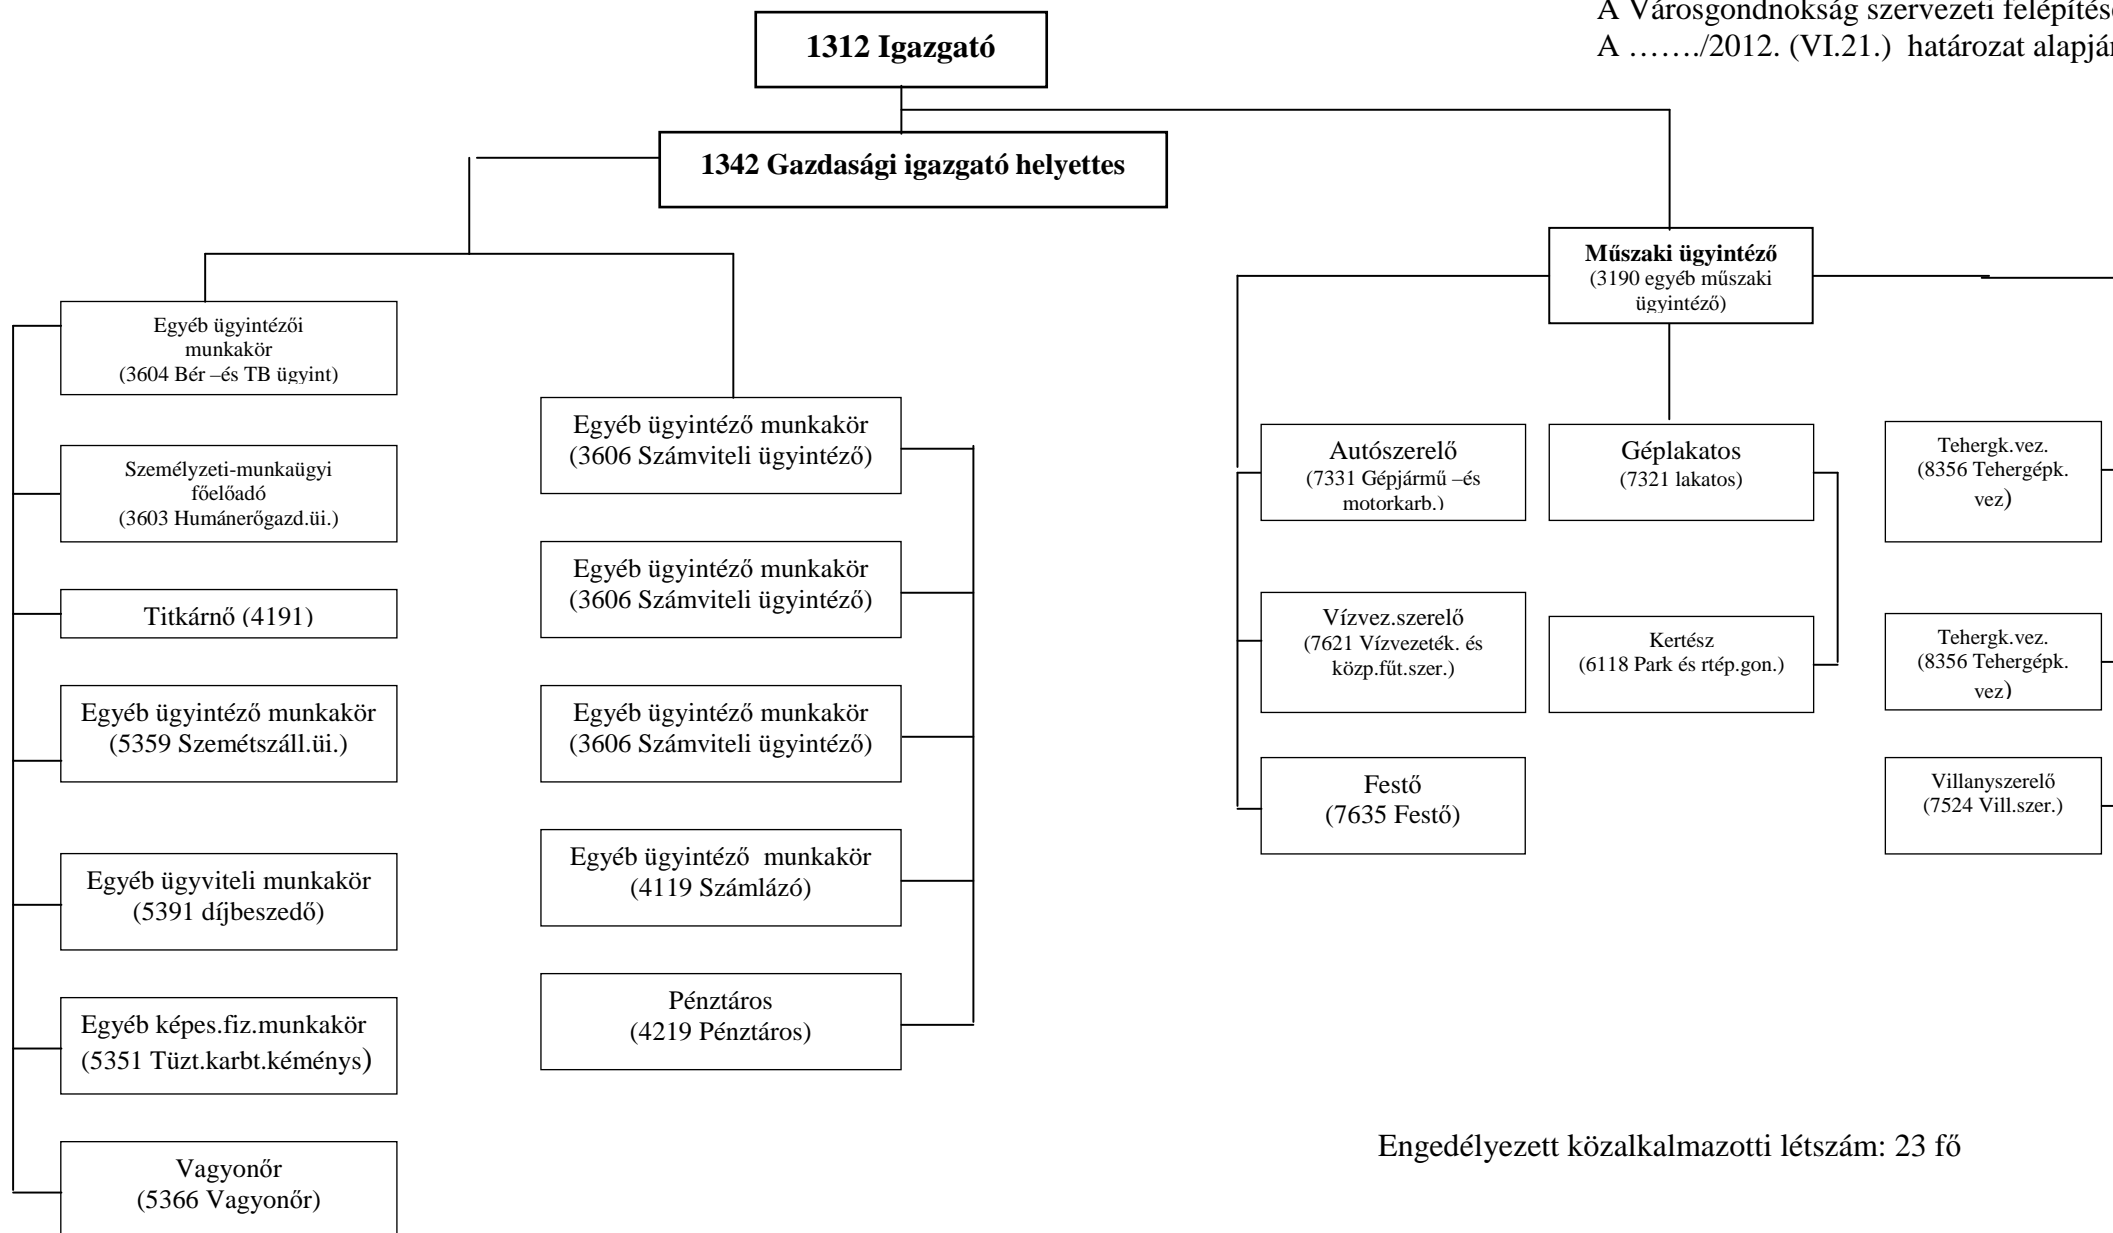 A Városgondnokság szervezeti felépítés
A ……./2012. (VI.21.) határozat alapjá
1312 Igazgató
1342 Gazdasági igazgató helyettes
Műszaki ügyintéző
(3190 egyéb műszaki
ügyintéző)
Egyéb ügyintézői
munkakör
(3604 Bér –és TB ügyint)
Személyzeti-munkaügyi
főelőadó
(3603 Humánerőgazd.üi.)
Titkárnő (4191)
Egyéb ügyintéző munkakör
(5359 Szemétszáll.üi.)
Egyéb ügyviteli munkakör
(5391 díjbeszedő)
Egyéb képes.fiz.munkakör
(5351 Tüzt.karbt.kéménys)
Vagyonőr
(5366 Vagyonőr)
Egyéb ügyintéző munkakör
(3606 Számviteli ügyintéző)
Egyéb ügyintéző munkakör
(3606 Számviteli ügyintéző)
Egyéb ügyintéző munkakör
(3606 Számviteli ügyintéző)
Egyéb ügyintéző munkakör
(4119 Számlázó)
Pénztáros
(4219 Pénztáros)
Autószerelő
(7331 Gépjármű –és
motorkarb.)
Vízvez.szerelő
(7621 Vízvezeték. és
közp.fűt.szer.)
Festő
(7635 Festő)
Géplakatos
(7321 lakatos)
Kertész
(6118 Park és rtép.gon.)
Tehergk.vez.
(8356 Tehergépk.
vez)
Tehergk.vez.
(8356 Tehergépk.
vez)
Villanyszerelő
(7524 Vill.szer.)
Engedélyezett közalkalmazotti létszám: 23 fő